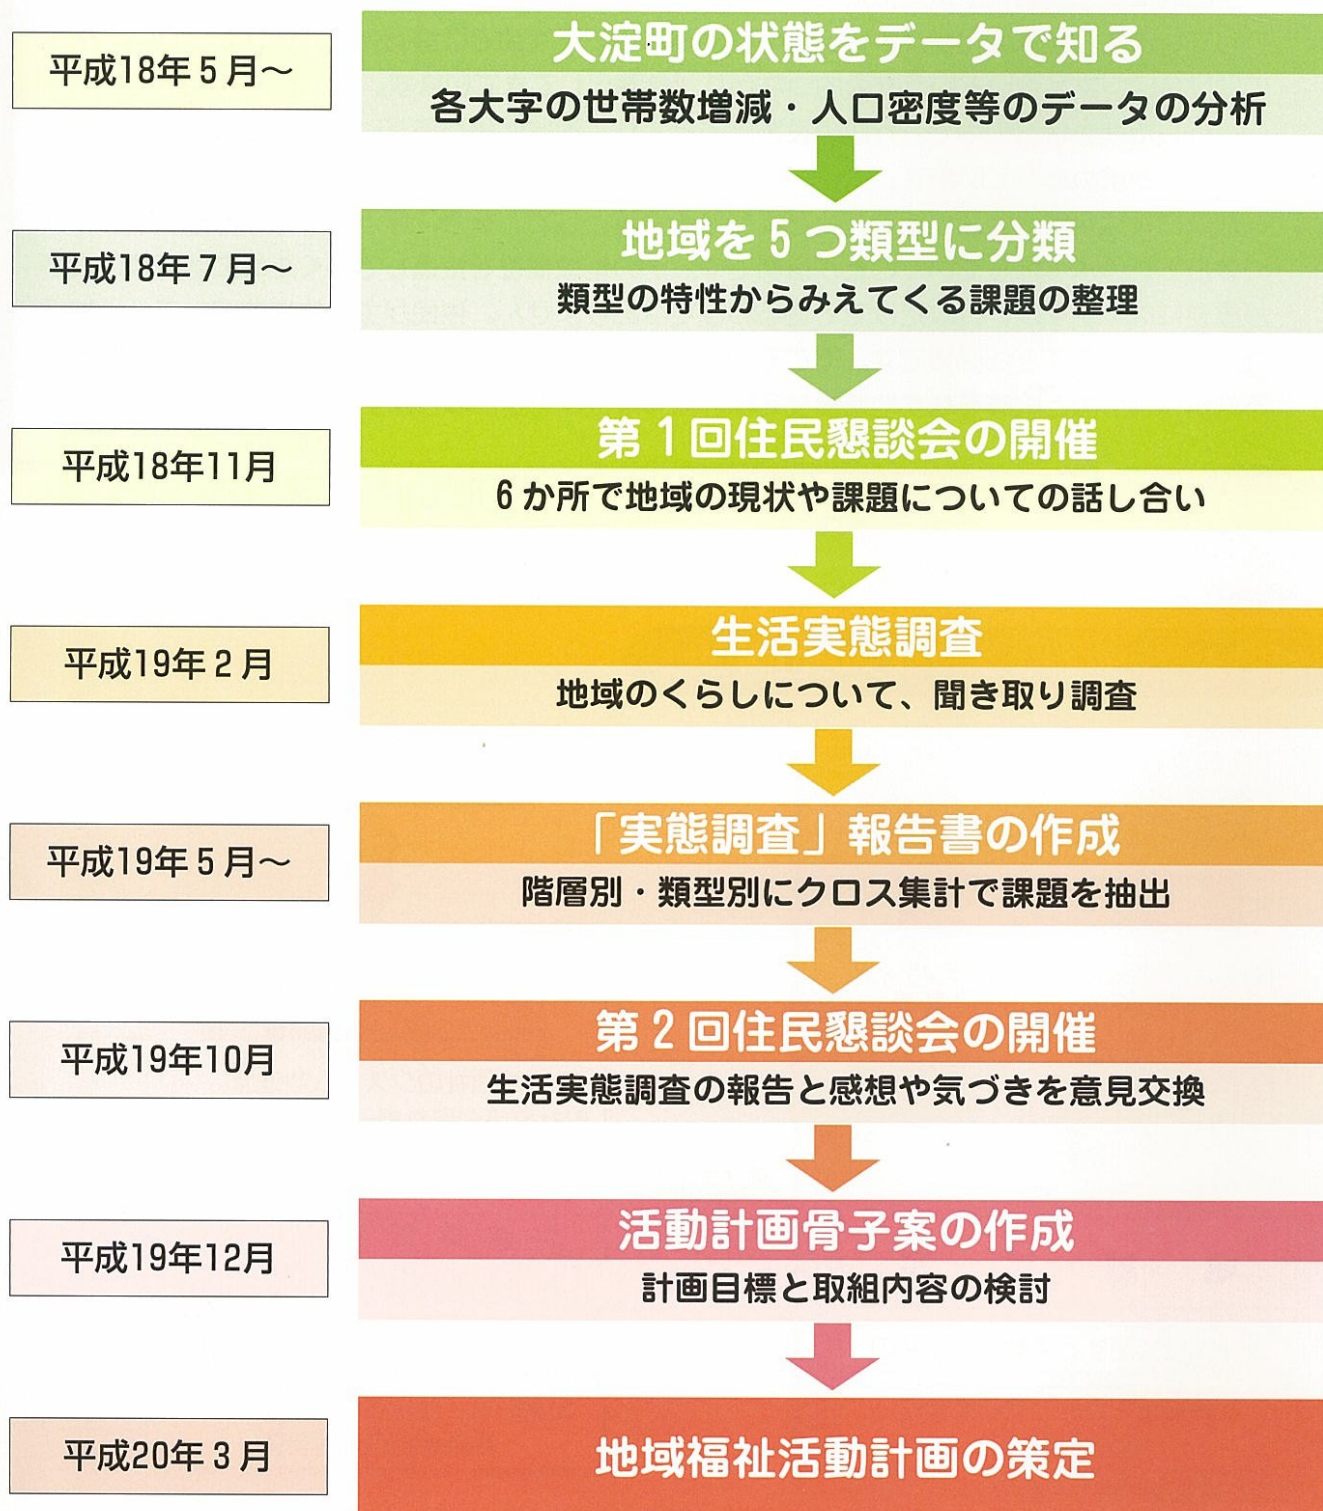 平成18年5月～
大淀町の状態をデータで知る
各大字の世帯数増減・人口密度等のデータの分析
平成18年7月～
地域を5つ類型に分類
類型の特性からみえてくる課題の整理
平成18年11月
第1回住民懇談会の開催
6か所で地域の現状や課題についての話し合い
平成19年2月
生活実態調査
地域のくらしについて、聞き取り調査
平成19年5月～
「実態調査」報告書の作成
階層別・類型別にクロス集計で課題を抽出
平成19年10月
第2回住民懇談会の開催
生活実態調査の報告と感想や気づきを意見交換
平成19年12月
活動計画骨子案の作成
計画目標と取組内容の検討
平成20年3月
地域福祉活動計画の策定